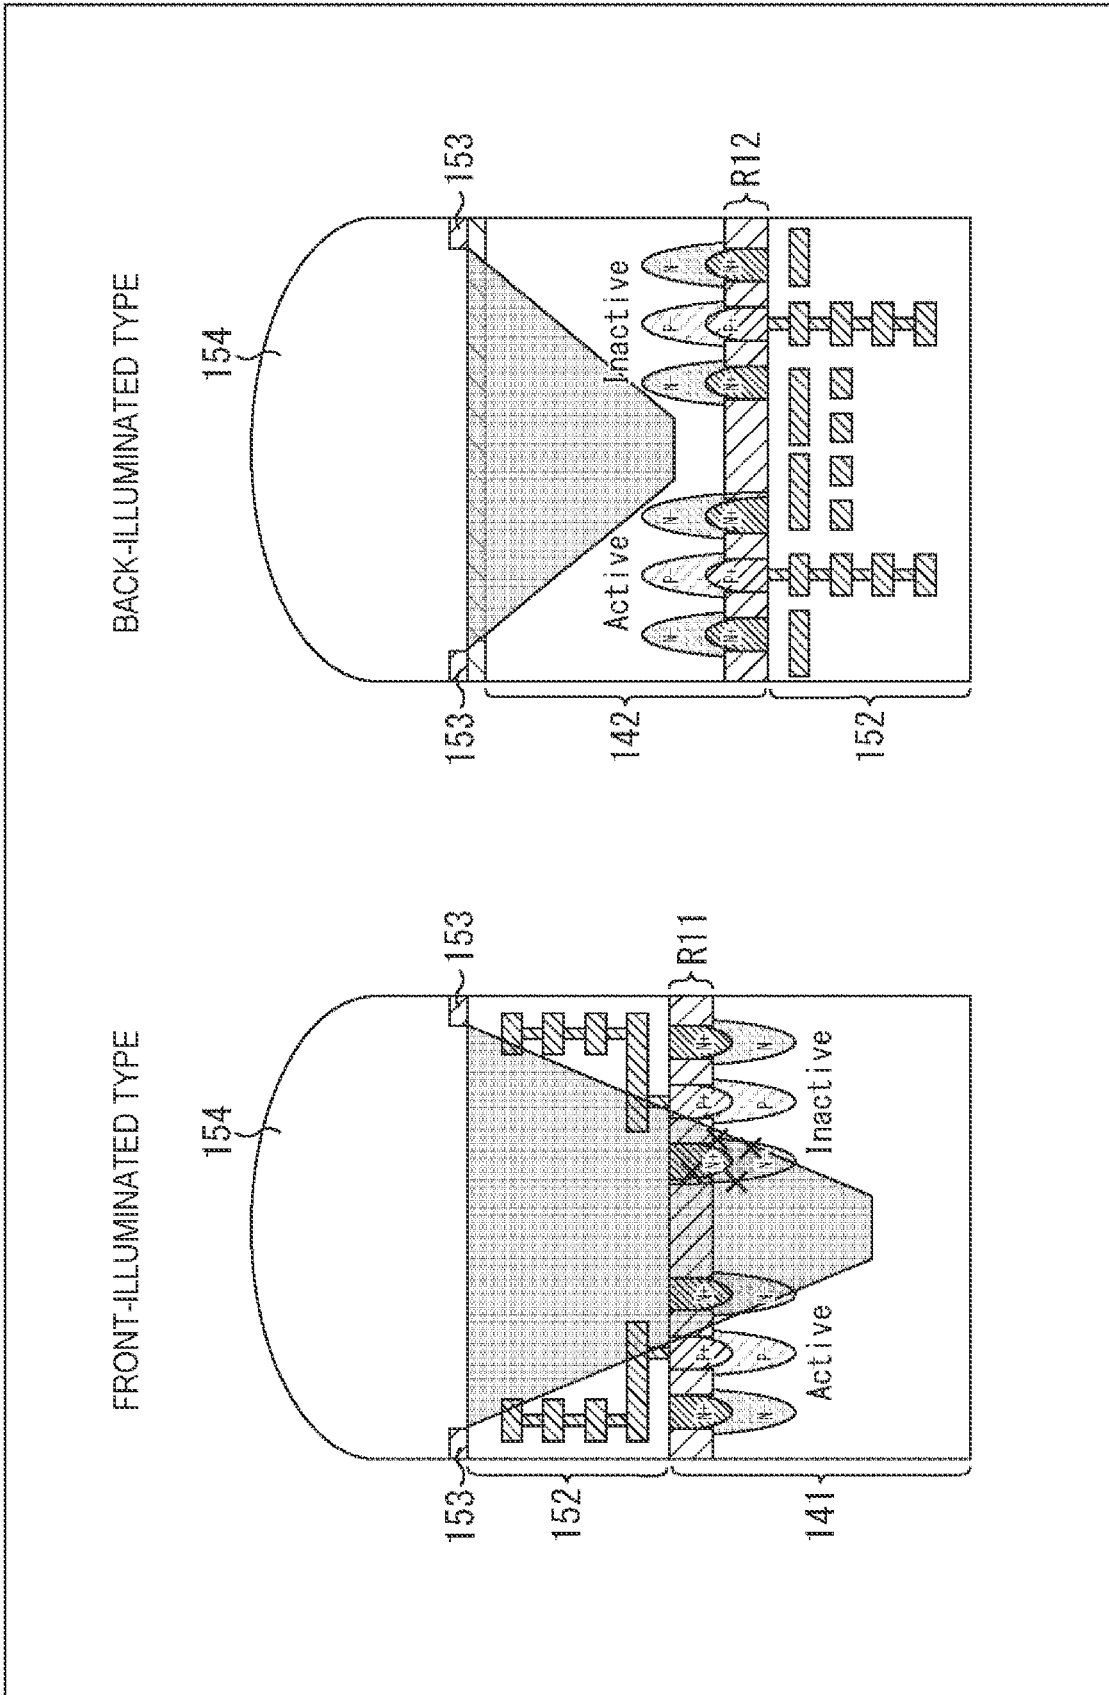 FRONT-ILLUMINATED TYPE
154
153
153
152
R11
N+
P+
N+
N+
P+
N+
N-
P-
N-
N-
P-
N-
Active
Inactive
141
BACK-ILLUMINATED TYPE
154
153
153
Active
Inactive
142
N-
P-
N-
N-
P-
N-
N+
P+
N+
N+
P+
N+
R12
152